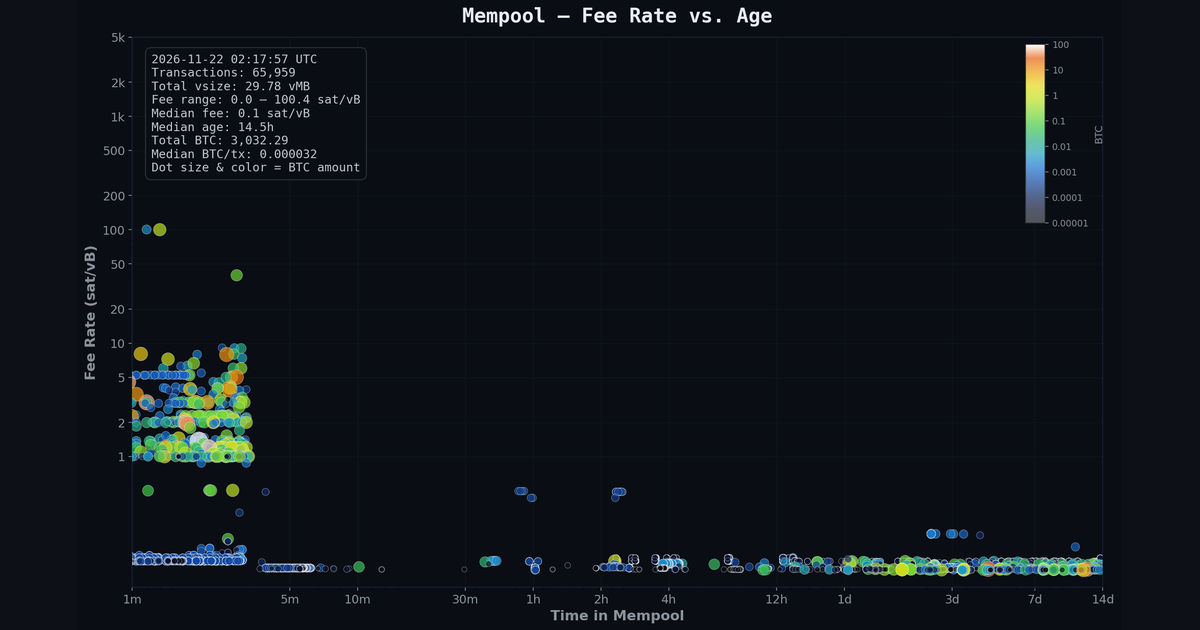 Mempool — Fee Rate vs. Age
2026-11-22 02:17:57 UTC
Transactions: 65,959
Total vsize: 29.78 vMB
Fee range: 0.0 — 100.4 sat/vB
Median fee: 0.1 sat/vB
Median age: 14.5h
Total BTC: 3,032.29
Median BTC/tx: 0.000032
Dot size & color = BTC amount
100
10
1
0.1
0.01
0.001
0.0001
0.00001
BTC
Fee Rate (sat/vB)
5k
2k
1k
500
200
100
50
20
10
5
2
1
1m
5m
10m
30m
1h
2h
4h
12h
1d
3d
7d
14d
Time in Mempool